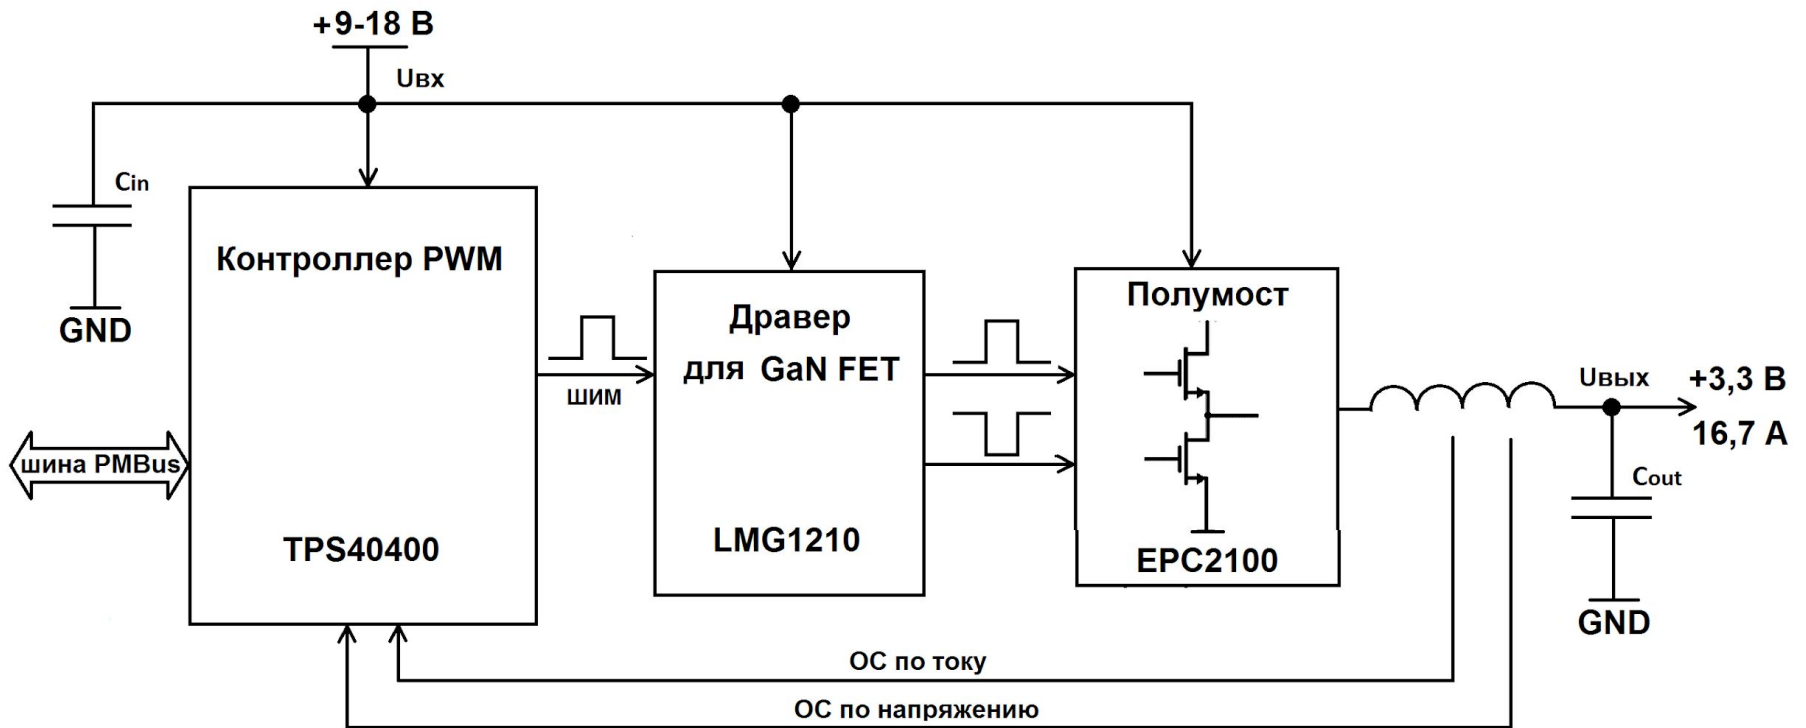 +9-18 В
Uвх
Cin
GND
Контроллер PWM
TPS40400
шина PMBus
ШИМ
Дравер
для GaN FET
LMG1210
Полумост
EPC2100
Uвых
+3,3 В
16,7 А
Cout
GND
ОС по току
ОС по напряжению